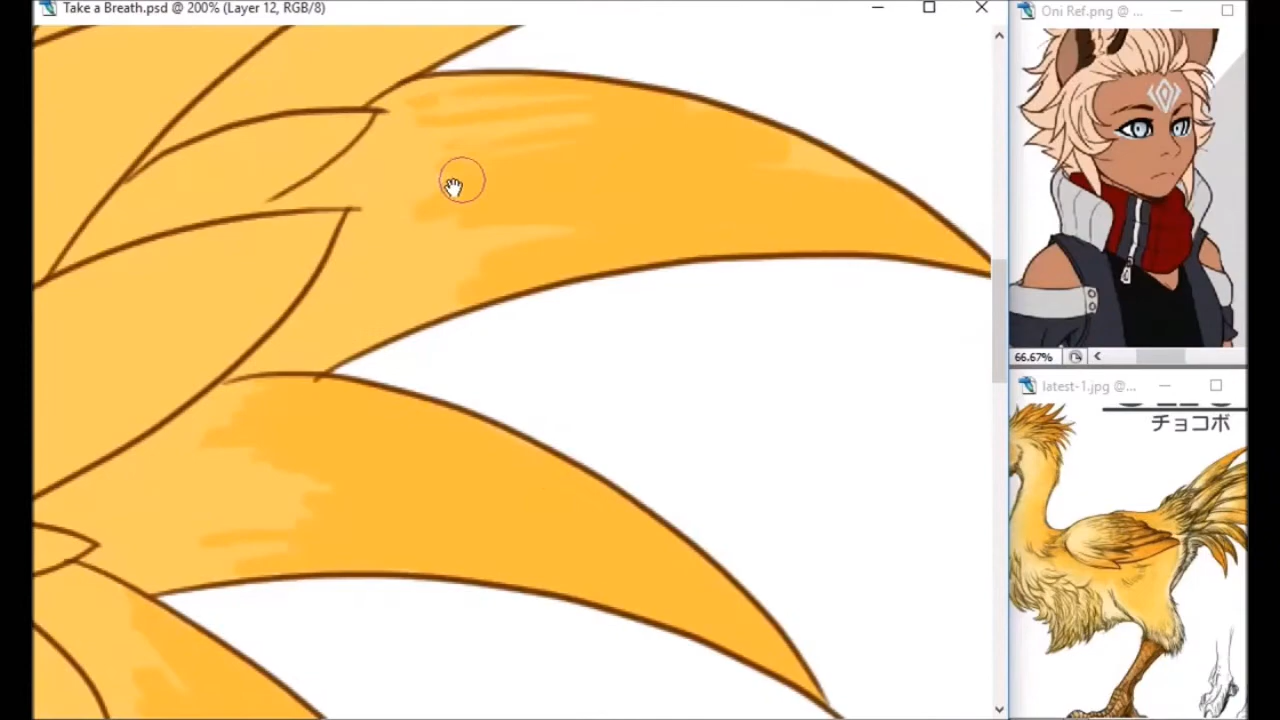 Take a Breath.psd @ 200% (Layer 12, RGB/8)
Oni Ref.png @ ...
66.67%
latest-1.jpg @...
チョコボ